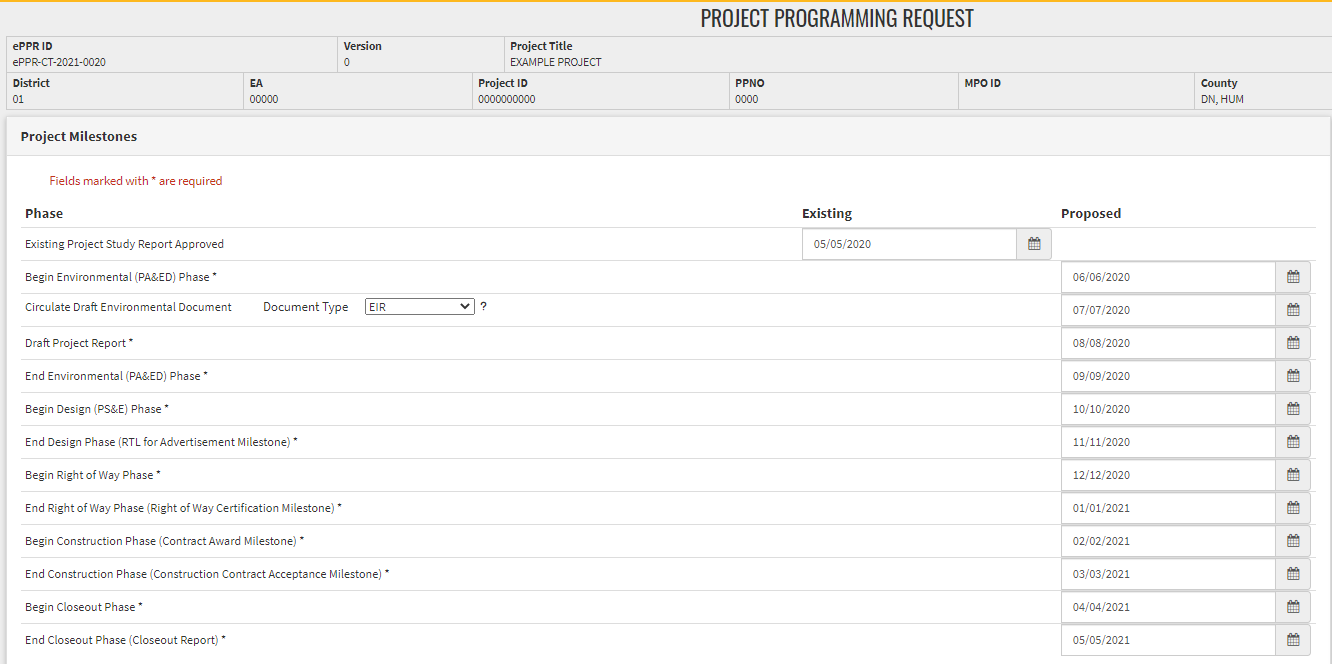 PROJECT PROGRAMMING REQUEST
ePPR ID Version Project Title
ePPR-CT-2021-0020 0 EXAMPLE PROJECT
District EA Project ID PPNO MPO ID County
01 00000 0000000000 0000 DN, HUM
Project Milestones
Fields marked with * are required
Phase Existing Proposed
Existing Project Study Report Approved 05/05/2020
Begin Environmental (PA&ED) Phase * 06/06/2020
Circulate Draft Environmental Document Document Type EIR ? 07/07/2020
Draft Project Report * 08/08/2020
End Environmental (PA&ED) Phase * 09/09/2020
Begin Design (PS&E) Phase * 10/10/2020
End Design Phase (RTL for Advertisement Milestone) * 11/11/2020
Begin Right of Way Phase * 12/12/2020
End Right of Way Phase (Right of Way Certification Milestone) * 01/01/2021
Begin Construction Phase (Contract Award Milestone) * 02/02/2021
End Construction Phase (Construction Contract Acceptance Milestone) * 03/03/2021
Begin Closeout Phase * 04/04/2021
End Closeout Phase (Closeout Report) * 05/05/2021